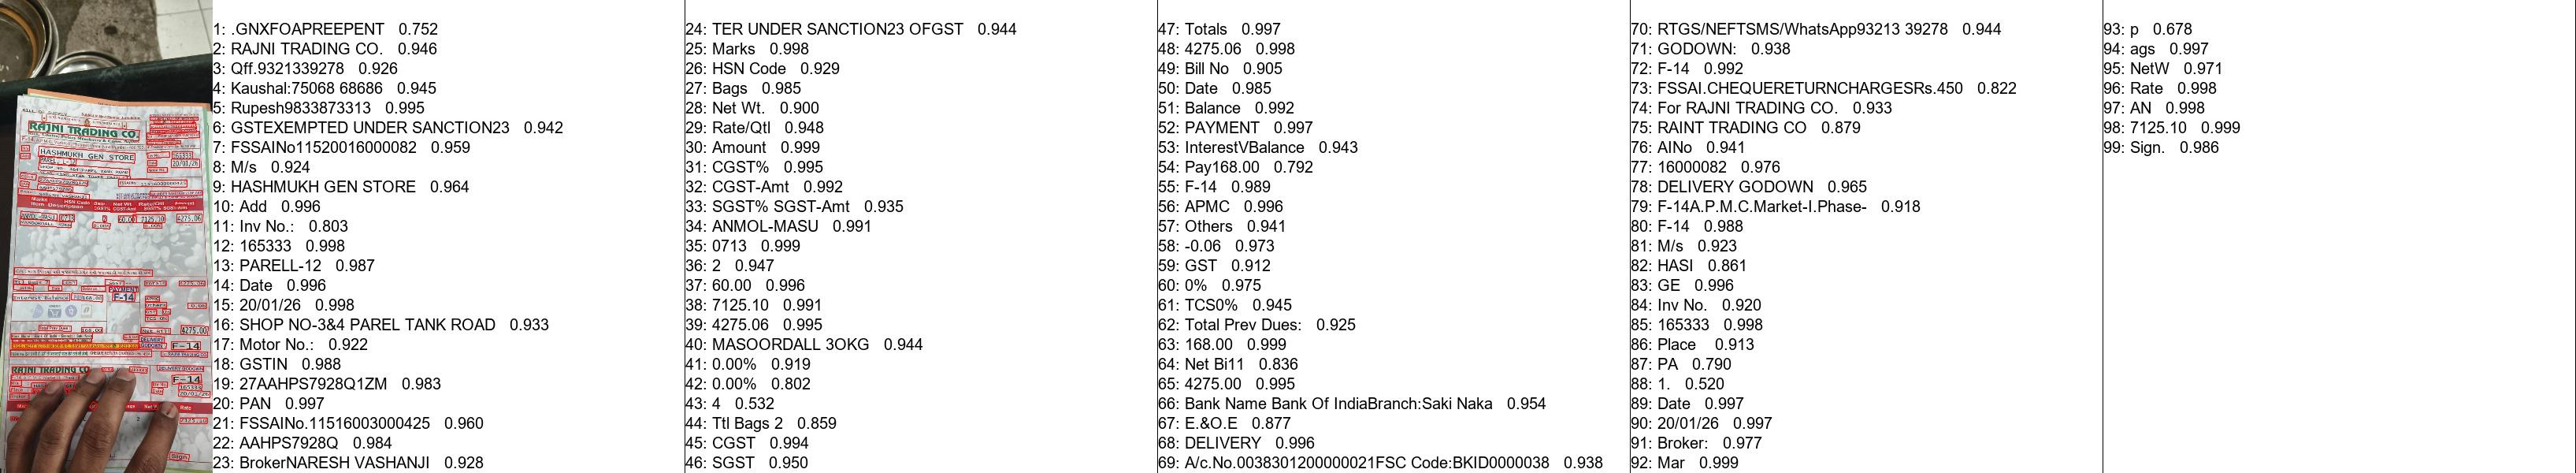 1: .GNXFOAPREEPENT 0.752
2: RAJNI TRADING CO. 0.946
3: Qff.9321339278 0.926
4: Kaushal:75068 68686 0.945
5: Rupesh9833873313 0.995
6: GSTEXEMPTED UNDER SANCTION23 0.942
7: FSSAINo11520016000082 0.959
8: M/s 0.924
9: HASHMUKH GEN STORE 0.964
10: Add 0.996
11: Inv No.: 0.803
12: 165333 0.998
13: PARELL-12 0.987
14: Date 0.996
15: 20/01/26 0.998
16: SHOP NO-3&4 PAREL TANK ROAD 0.933
17: Motor No.: 0.922
18: GSTIN 0.988
19: 27AAHPS7928Q1ZM 0.983
20: PAN 0.997
21: FSSAINo.11516003000425 0.960
22: AAHPS7928Q 0.984
23: BrokerNARESH VASHANJI 0.928
24: TER UNDER SANCTION23 OFGST 0.944
25: Marks 0.998
26: HSN Code 0.929
27: Bags 0.985
28: Net Wt. 0.900
29: Rate/Qtl 0.948
30: Amount 0.999
31: CGST% 0.995
32: CGST-Amt 0.992
33: SGST% SGST-Amt 0.935
34: ANMOL-MASU 0.991
35: 0713 0.999
36: 2 0.947
37: 60.00 0.996
38: 7125.10 0.991
39: 4275.06 0.995
40: MASOORDALL 3OKG 0.944
41: 0.00% 0.919
42: 0.00% 0.802
43: 4 0.532
44: Ttl Bags 2 0.859
45: CGST 0.994
46: SGST 0.950
47: Totals 0.997
48: 4275.06 0.998
49: Bill No 0.905
50: Date 0.985
51: Balance 0.992
52: PAYMENT 0.997
53: InterestVBalance 0.943
54: Pay168.00 0.792
55: F-14 0.989
56: APMC 0.996
57: Others 0.941
58: -0.06 0.973
59: GST 0.912
60: 0% 0.975
61: TCS0% 0.945
62: Total Prev Dues: 0.925
63: 168.00 0.999
64: Net Bi11 0.836
65: 4275.00 0.995
66: Bank Name Bank Of IndiaBranch:Saki Naka 0.954
67: E.&O.E 0.877
68: DELIVERY 0.996
69: A/c.No.0038301200000021FSC Code:BKID0000038 0.938
70: RTGS/NEFTSMS/WhatsApp93213 39278 0.944
71: GODOWN: 0.938
72: F-14 0.992
73: FSSAI.CHEQUERETURNCHARGESRs.450 0.822
74: For RAJNI TRADING CO. 0.933
75: RAINT TRADING CO 0.879
76: AINo 0.941
77: 16000082 0.976
78: DELIVERY GODOWN 0.965
79: F-14A.P.M.C.Market-I.Phase- 0.918
80: F-14 0.988
81: M/s 0.923
82: HASI 0.861
83: GE 0.996
84: Inv No. 0.920
85: 165333 0.998
86: Place 0.913
87: PA 0.790
88: 1. 0.520
89: Date 0.997
90: 20/01/26 0.997
91: Broker: 0.977
92: Mar 0.999
93: p 0.678
94: ags 0.997
95: NetW 0.971
96: Rate 0.998
97: AN 0.998
98: 7125.10 0.999
99: Sign. 0.986